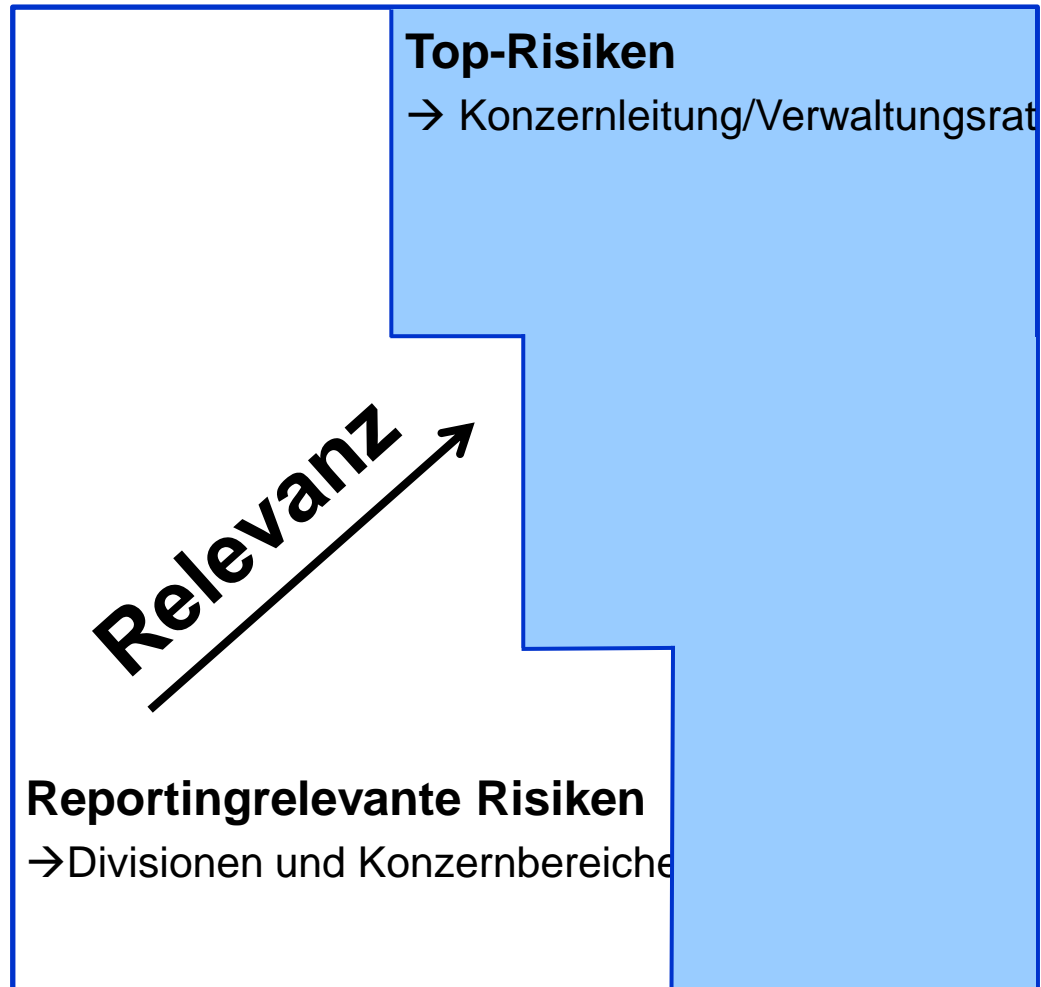 Top-Risiken
→ Konzernleitung/Verwaltungsrat
Relevanz
Reportingrelevante Risiken
→Divisionen und Konzernbereiche